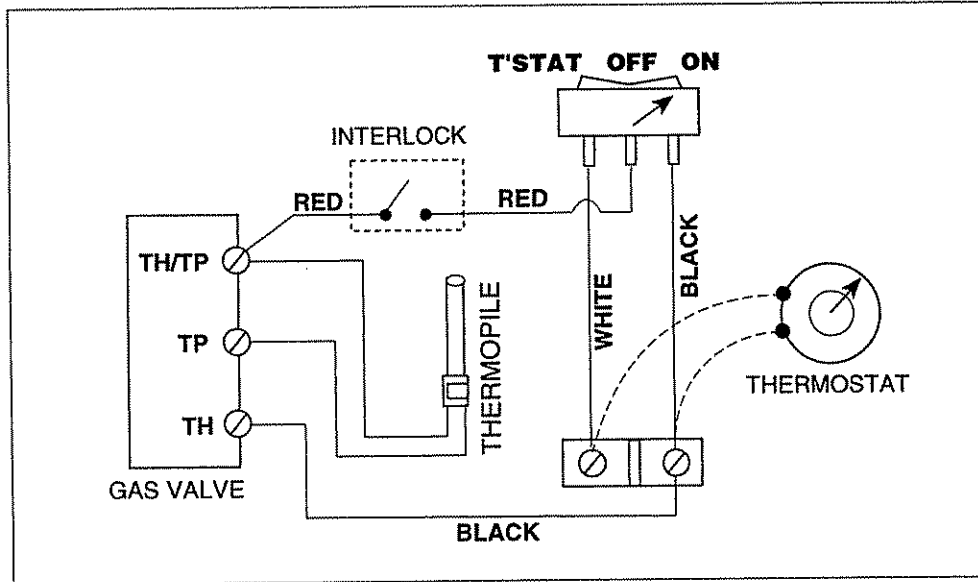 T'STAT OFF ON
INTERLOCK
RED
RED
TH/TP
TP
TH
GAS VALVE
THERMOPILE
WHITE
BLACK
THERMOSTAT
BLACK